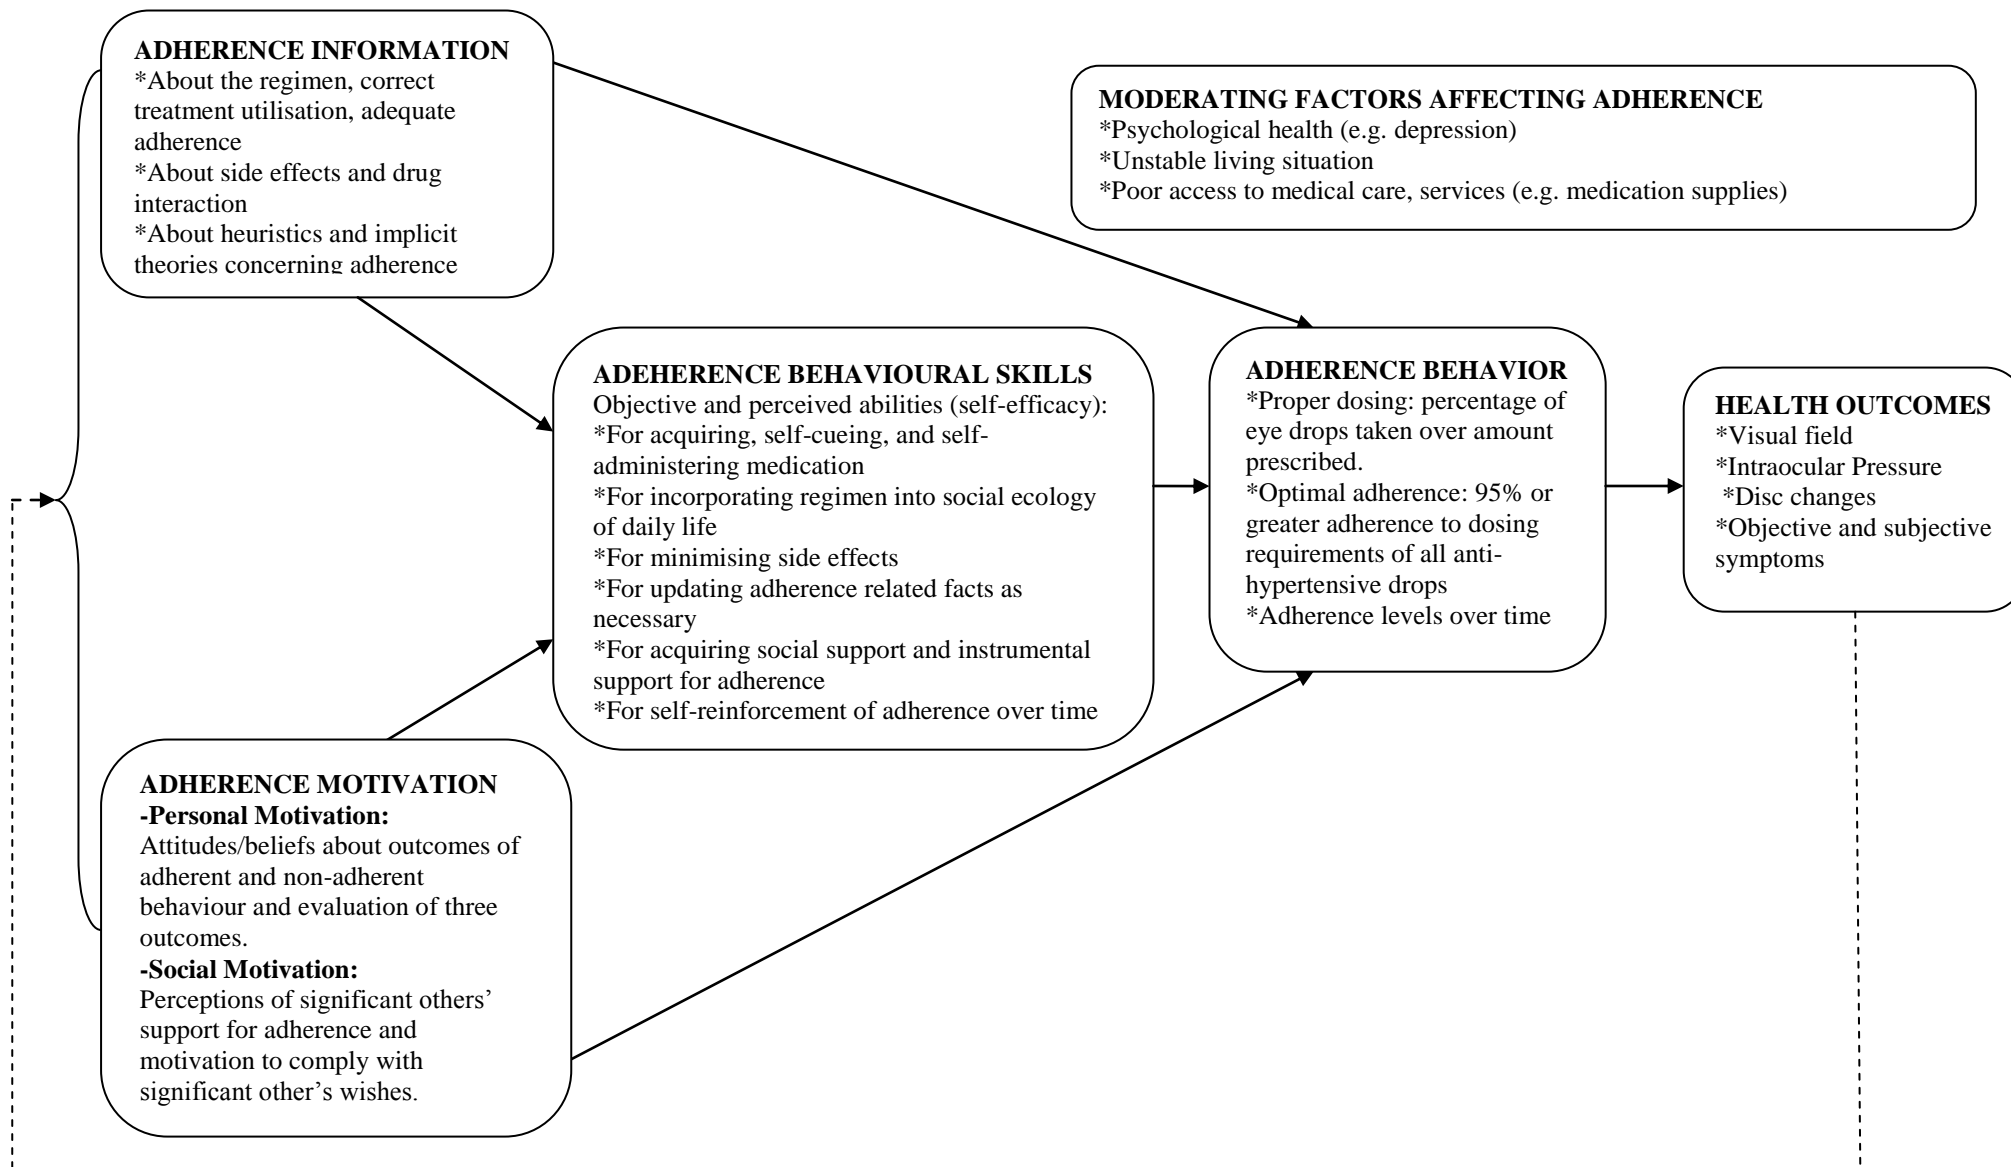 ADHERENCE INFORMATION
*About the regimen, correct
treatment utilisation, adequate
adherence
*About side effects and drug
interaction
*About heuristics and implicit
theories concerning adherence
MODERATING FACTORS AFFECTING ADHERENCE
*Psychological health (e.g. depression)
*Unstable living situation
*Poor access to medical care, services (e.g. medication supplies)
ADEHERENCE BEHAVIOURAL SKILLS
Objective and perceived abilities (self-efficacy):
*For acquiring, self-cueing, and self-
administering medication
*For incorporating regimen into social ecology
of daily life
*For minimising side effects
*For updating adherence related facts as
necessary
*For acquiring social support and instrumental
support for adherence
*For self-reinforcement of adherence over time
ADHERENCE BEHAVIOR
*Proper dosing: percentage of
eye drops taken over amount
prescribed.
*Optimal adherence: 95% or
greater adherence to dosing
requirements of all anti-
hypertensive drops
*Adherence levels over time
HEALTH OUTCOMES
*Visual field
*Intraocular Pressure
*Disc changes
*Objective and subjective
symptoms
ADHERENCE MOTIVATION
-Personal Motivation:
Attitudes/beliefs about outcomes of
adherent and non-adherent
behaviour and evaluation of three
outcomes.
-Social Motivation:
Perceptions of significant others’
support for adherence and
motivation to comply with
significant other’s wishes.